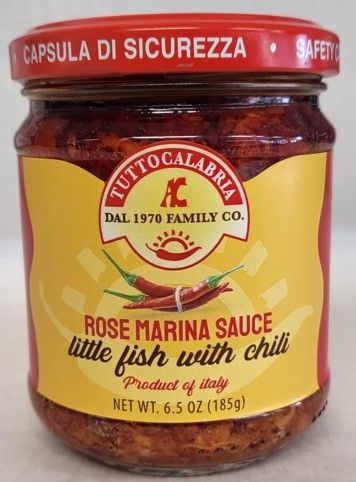 CAPSULA DI SICUREZZA • SAFETY
TUTTOCALABRIA
AC
DAL 1970 FAMILY CO.
ROSE MARINA SAUCE
little fish with chili
Product of italy
NET WT. 6.5 OZ (185g)